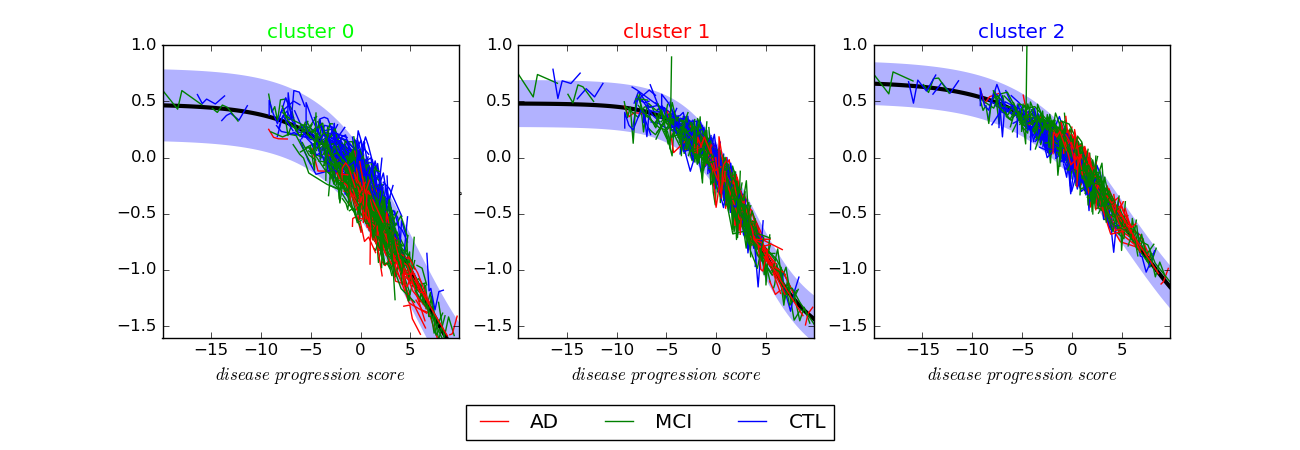 cluster 0 cluster 1 cluster 2
1.0 1.0 1.0
0.5 0.5 0.5
0.0 0.0 0.0
−0.5 −0.5 −0.5
−1.0 −1.0 −1.0
−1.5 −1.5 −1.5
−15 −10 −5 0 5 −15 −10 −5 0 5 −15 −10 −5 0 5
disease progression score disease progression score disease progression score
AD MCI CTL